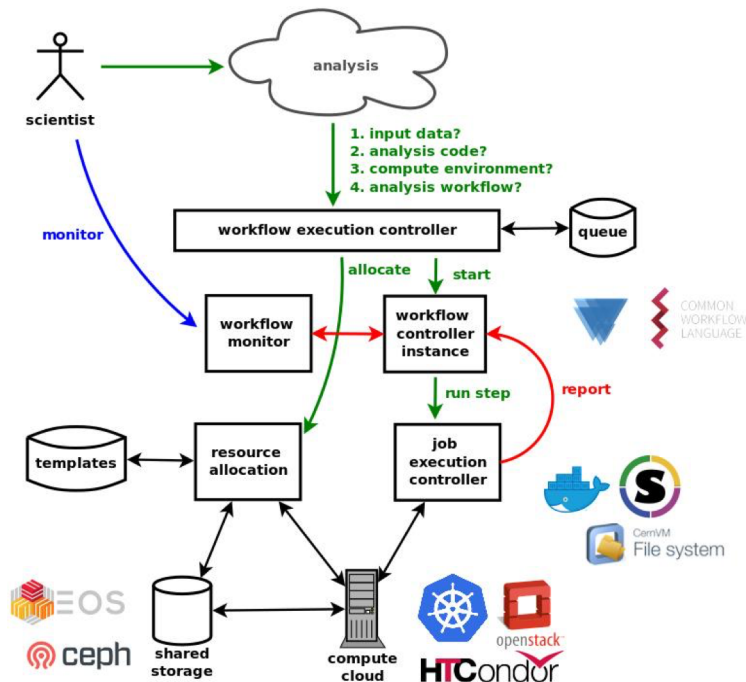 analysis
scientist
1. input data?
2. analysis code?
3. compute environment?
4. analysis workflow?
workflow execution controller
queue
monitor
allocate
start
workflow
monitor
workflow
controller
instance
COMMON
WORKFLOW
LANGUAGE
run step
report
templates
resource
allocation
job
execution
controller
S
CernVM
File system
EOS
ceph
shared
storage
compute
cloud
openstack
HTCondor